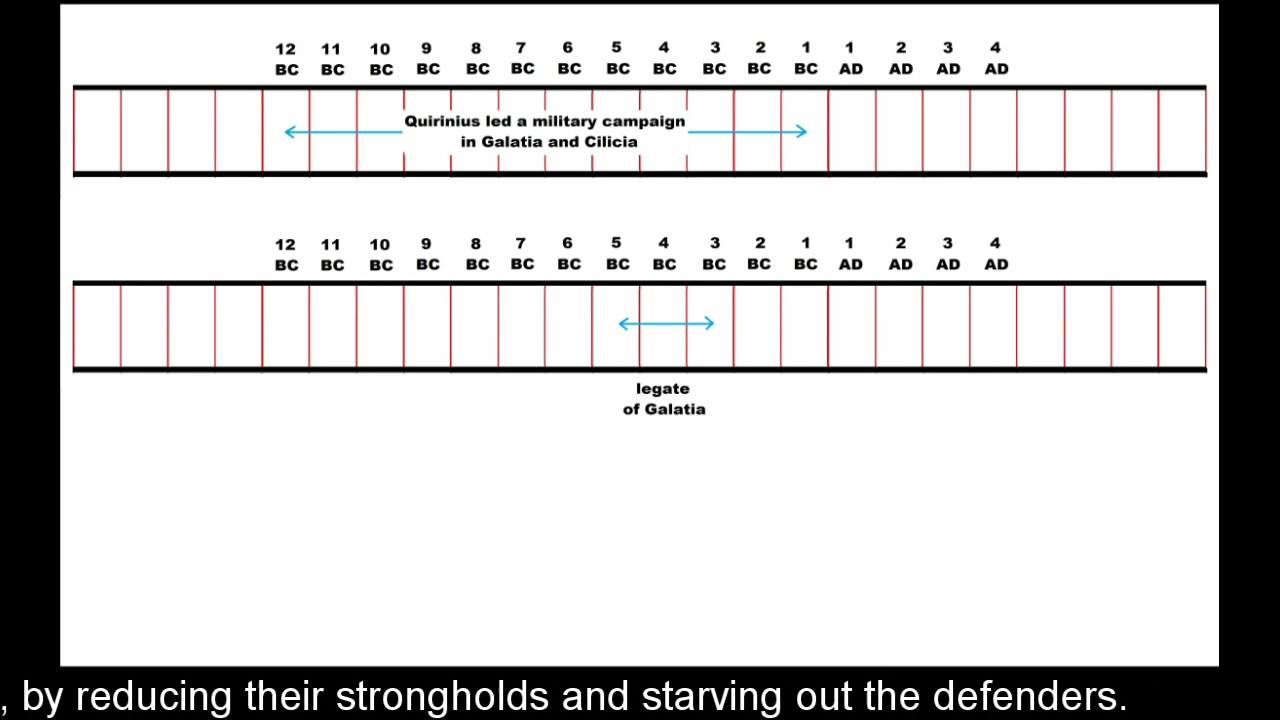 12 11 10 9 8 7 6 5 4 3 2 1 1 2 3 4
BC BC BC BC BC BC BC BC BC BC BC BC AD AD AD AD
Quirinius led a military campaign
in Galatia and Cilicia
12 11 10 9 8 7 6 5 4 3 2 1 1 2 3 4
BC BC BC BC BC BC BC BC BC BC BC BC AD AD AD AD
legate
of Galatia
, by reducing their strongholds and starving out the defenders.